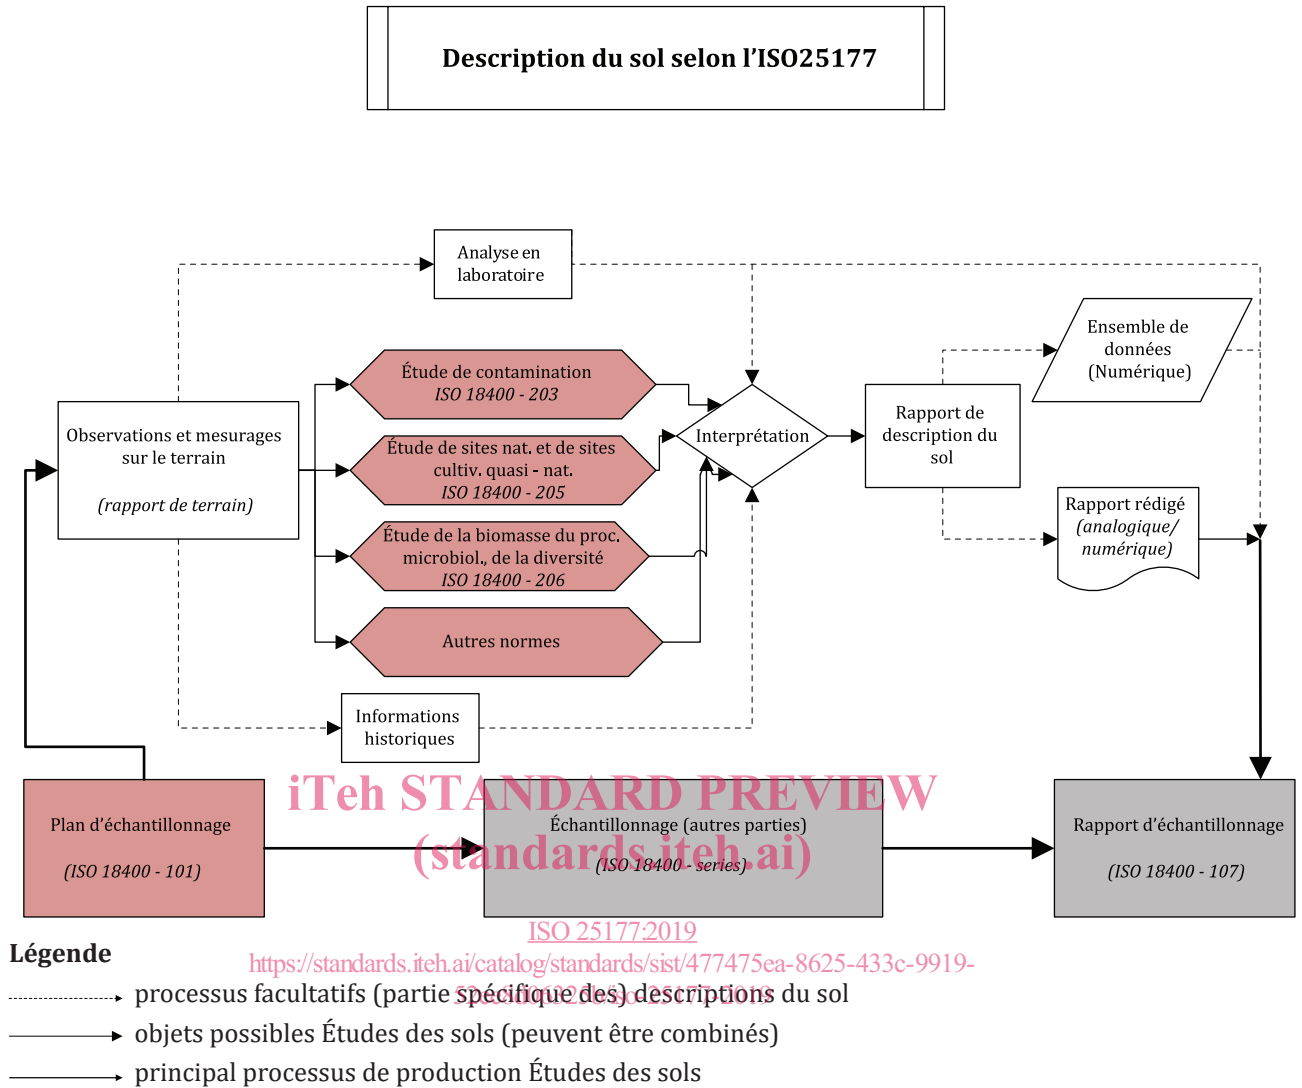 Description du sol selon l’ISO25177
Analyse en
laboratoire
Ensemble de
données
(Numérique)
Étude de contamination
ISO 18400 - 203
Observations et mesurages
sur le terrain
(rapport de terrain)
Étude de sites nat. et de sites
cultiv. quasi - nat.
ISO 18400 - 205
Interprétation
Rapport de
description du
sol
Rapport rédigé
(analogique/
numérique)
Étude de la biomasse du proc.
microbiol., de la diversité
ISO 18400 - 206
Autres normes
Informations
historiques
iTeh STANDARD PREVIEW
(standards.iteh.ai)
Plan d’échantillonnage
(ISO 18400 - 101)
Échantillonnage (autres parties)
(ISO 18400 - series)
Rapport d’échantillonnage
(ISO 18400 - 107)
ISO 25177:2019
Légende
https://standards.iteh.ai/catalog/standards/sist/477475ea-8625-433c-9919-
processus facultatifs (partie spécifique des) descriptions du sol
objets possibles Études des sols (peuvent être combinés)
principal processus de production Études des sols